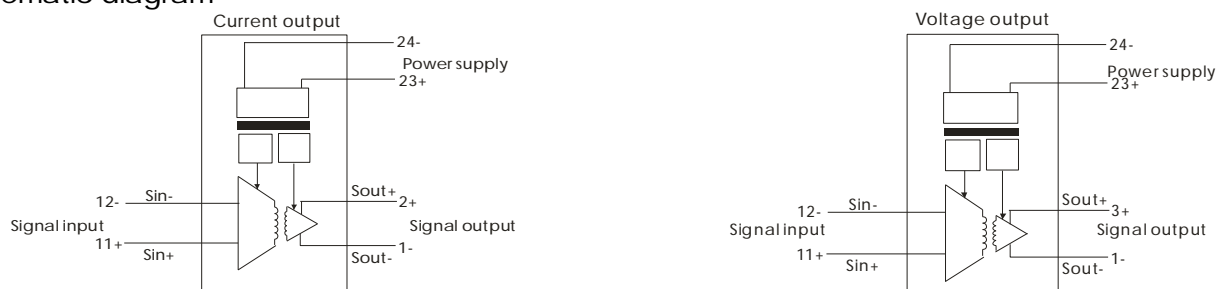 ematic diagram
Current output
24-
Power supply
23+
12-
Sin-
Signal input
11+
Sin+
Sout+
2+
Signal output
1-
Sout-
Voltage output
24-
Power supply
23+
12-
Sin-
Signal input
11+
Sin+
Sout+
3+
Signal output
1-
Sout-